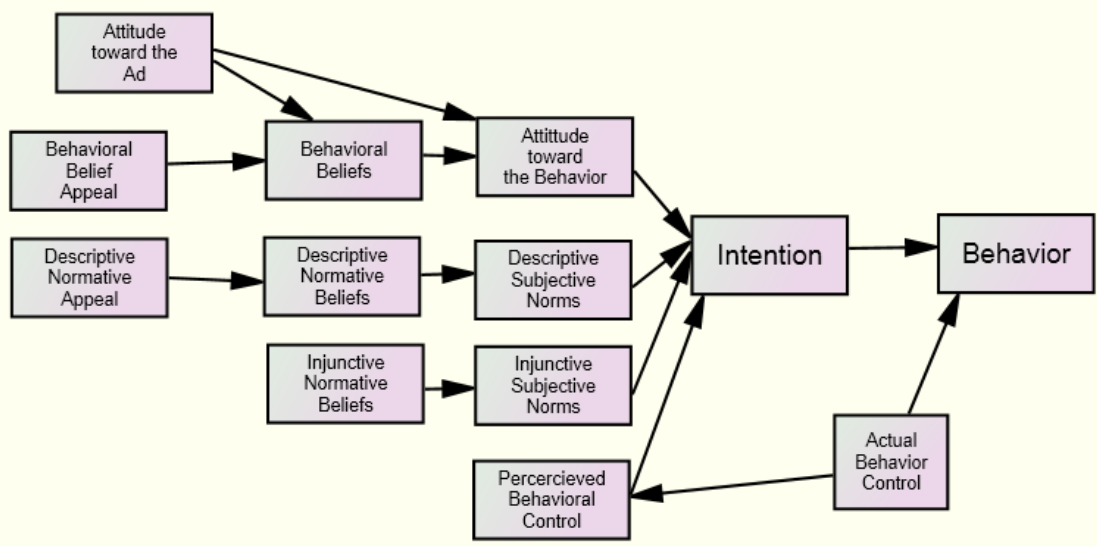 Attitude
toward the
Ad
Behavioral
Belief
Appeal
Behavioral
Beliefs
Attittude
toward
the Behavior
Descriptive
Normative
Appeal
Descriptive
Normative
Beliefs
Descriptive
Subjective
Norms
Intention
Behavior
Injunctive
Normative
Beliefs
Injunctive
Subjective
Norms
Percercieved
Behavioral
Control
Actual
Behavior
Control